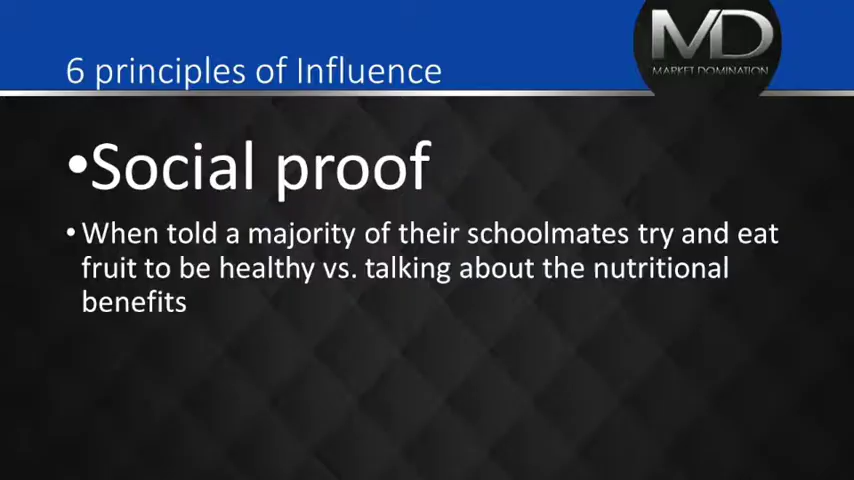 MD
MARKET DOMINATION
6 principles of Influence
•Social proof
• When told a majority of their schoolmates try and eat
fruit to be healthy vs. talking about the nutritional
benefits